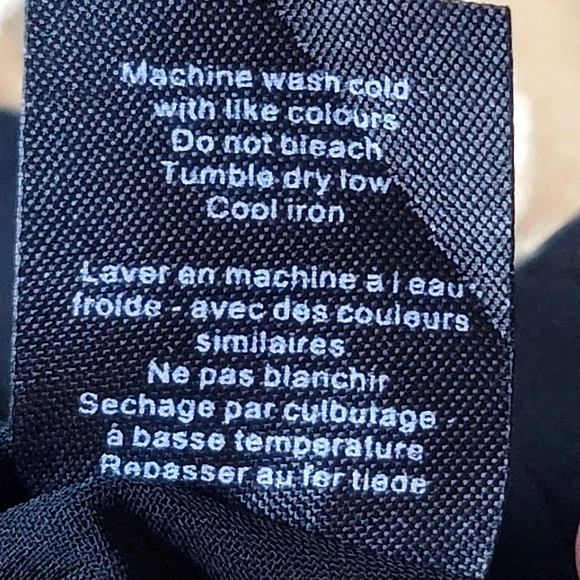 Machine wash cold
with like colours
Do not bleach
Tumble dry low
Cool iron
Laver en machine a l eau
froide - avec des couleurs
similaires
Ne pas blanchir
Sechage par culbutage -
à basse temperature
Repasser au fer tiede